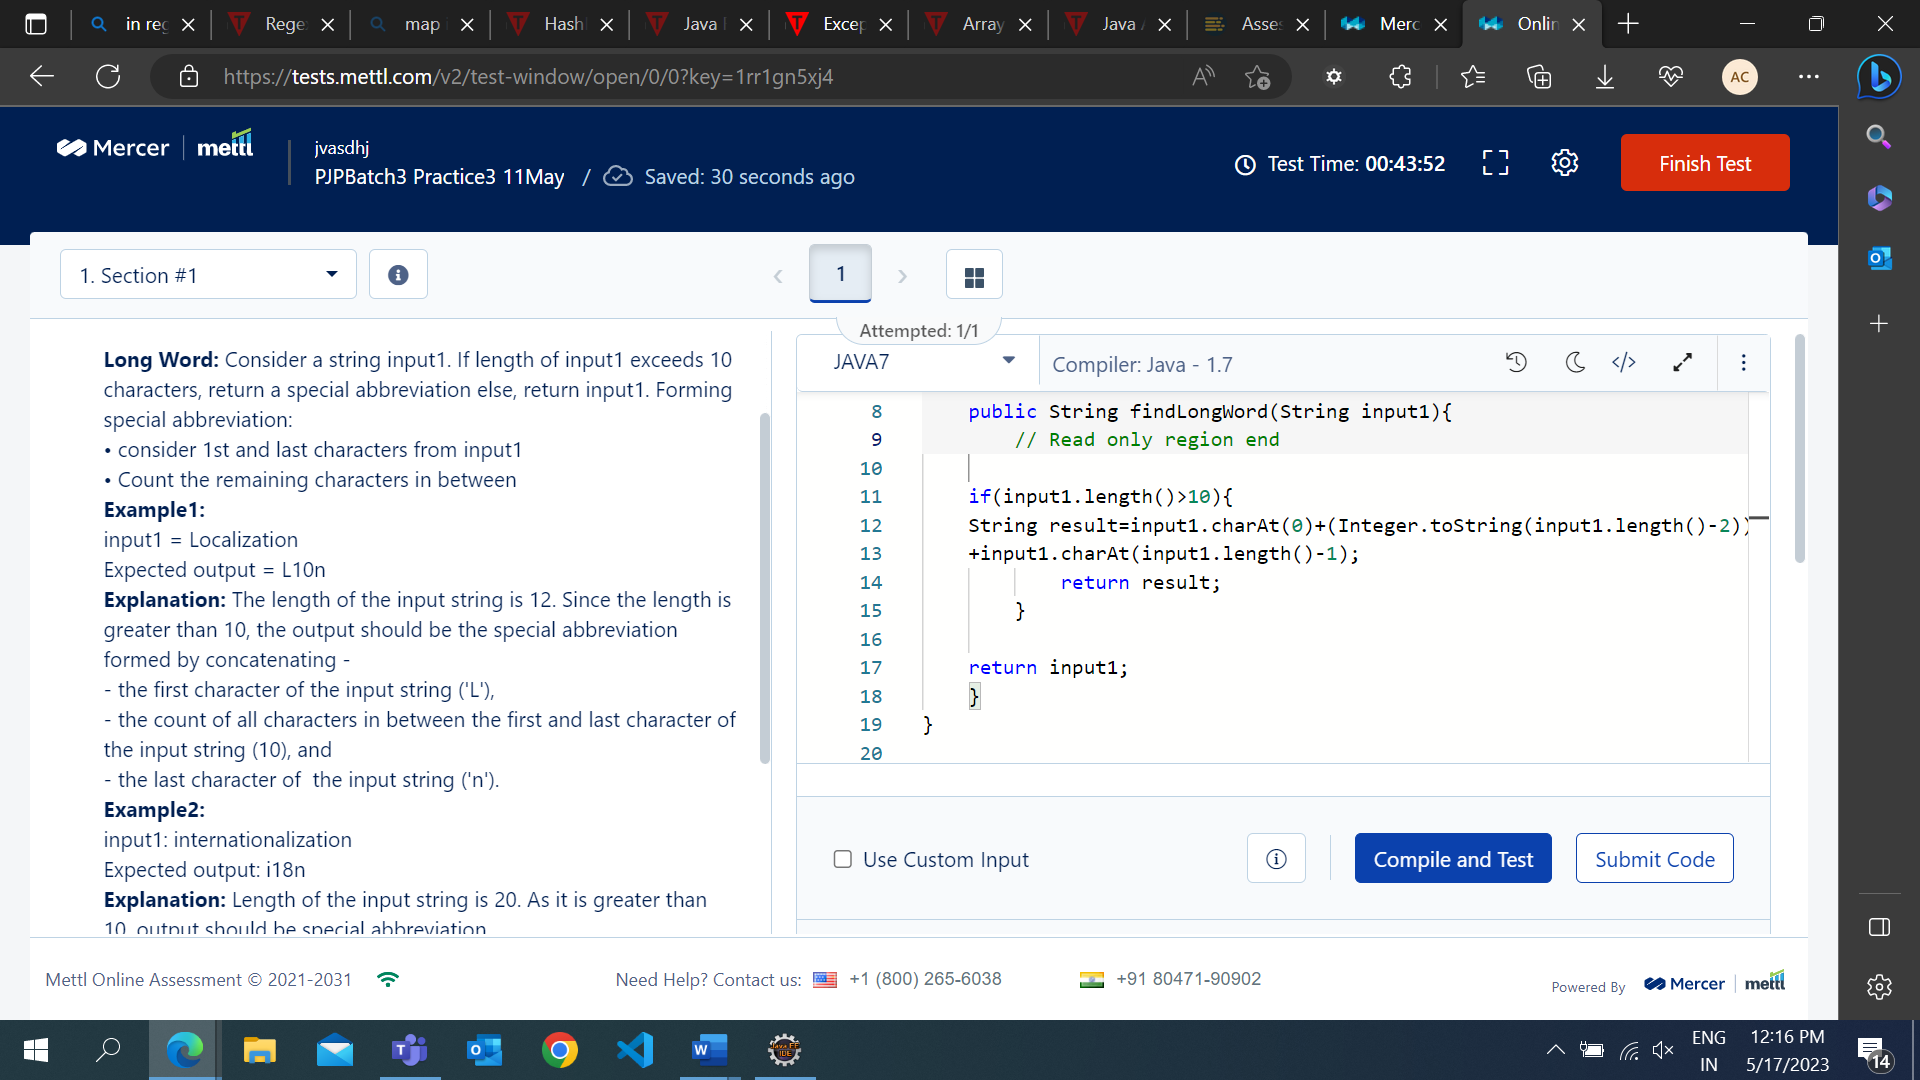 in reg
Rege
map
Hash
Java
Excep
Array
Java
Asses
Merc
Onlin
https://tests.mettl.com/v2/test-window/open/0/0?key=1rr1gn5xj4
AC
Mercer mettl
jvasdhj
PJPBatch3 Practice3 11May / Saved: 30 seconds ago
Test Time: 00:43:52
Finish Test
1. Section #1
1
Attempted: 1/1
Long Word: Consider a string input1. If length of input1 exceeds 10
characters, return a special abbreviation else, return input1. Forming
special abbreviation:
• consider 1st and last characters from input1
• Count the remaining characters in between
Example1:
input1 = Localization
Expected output = L10n
Explanation: The length of the input string is 12. Since the length is
greater than 10, the output should be the special abbreviation
formed by concatenating -
- the first character of the input string ('L'),
- the count of all characters in between the first and last character of
the input string (10), and
- the last character of  the input string ('n').
Example2:
input1: internationalization
Expected output: i18n
Explanation: Length of the input string is 20. As it is greater than
10, output should be special abbreviation
JAVA7
Compiler: Java - 1.7
8 public String findLongWord(String input1){
9 // Read only region end
10
11 if(input1.length()>10){
12 String result=input1.charAt(0)+(Integer.toString(input1.length()-2))
13 +input1.charAt(input1.length()-1);
14 return result;
15 }
16
17 return input1;
18 }
19 }
20
Use Custom Input
Compile and Test
Submit Code
Mettl Online Assessment © 2021-2031
Need Help? Contact us: +1 (800) 265-6038
+91 80471-90902
Powered By Mercer mettl
ENG
IN
12:16 PM
5/17/2023
14